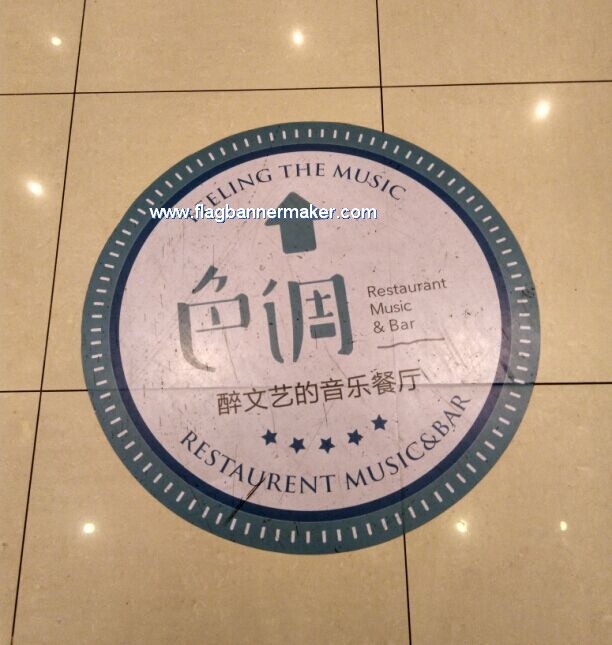 FEELING THE MUSIC
www.flagbannermaker.com
色调
Restaurant
Music
& Bar
醉文艺的音乐餐厅
RESTAURENT MUSIC&BAR